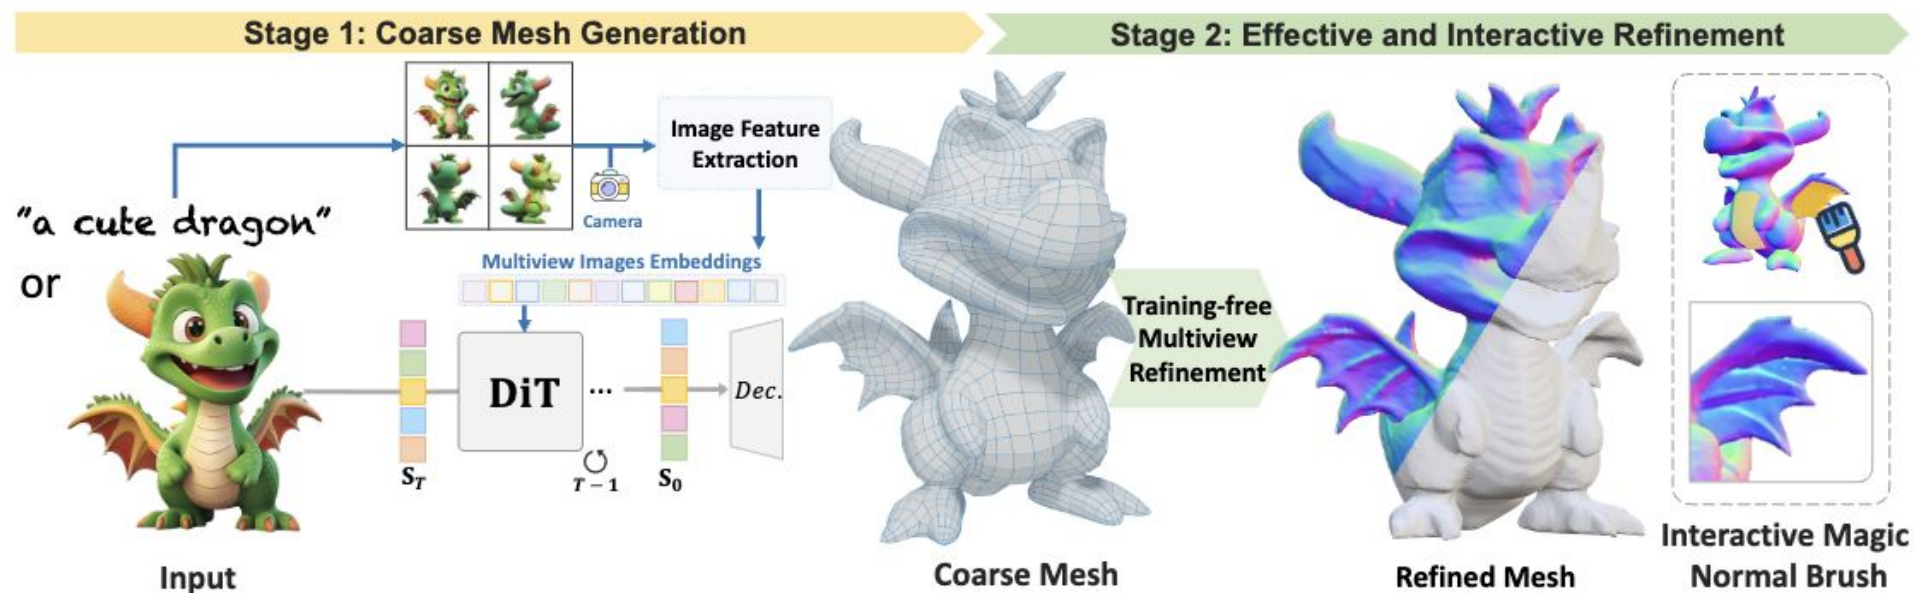 Stage 1: Coarse Mesh Generation
Stage 2: Effective and Interactive Refinement
Image Feature
Extraction
Camera
"a cute dragon"
or
Multiview Images Embeddings
DiT
...
Dec.
S_T
T − 1
S_0
Training-free
Multiview
Refinement
Input
Coarse Mesh
Refined Mesh
Interactive Magic
Normal Brush